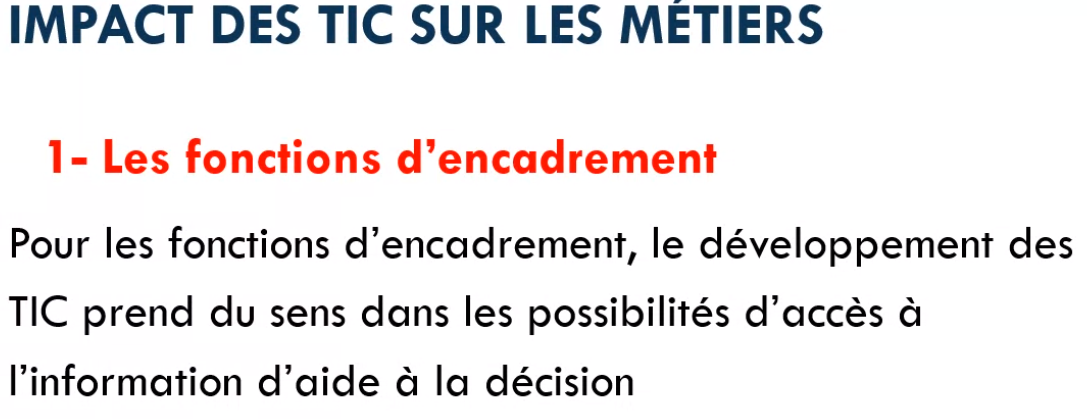 IMPACT DES TIC SUR LES MÉTIERS
1- Les fonctions d’encadrement
Pour les fonctions d’encadrement, le développement des
TIC prend du sens dans les possibilités d’accès à
l’information d’aide à la décision